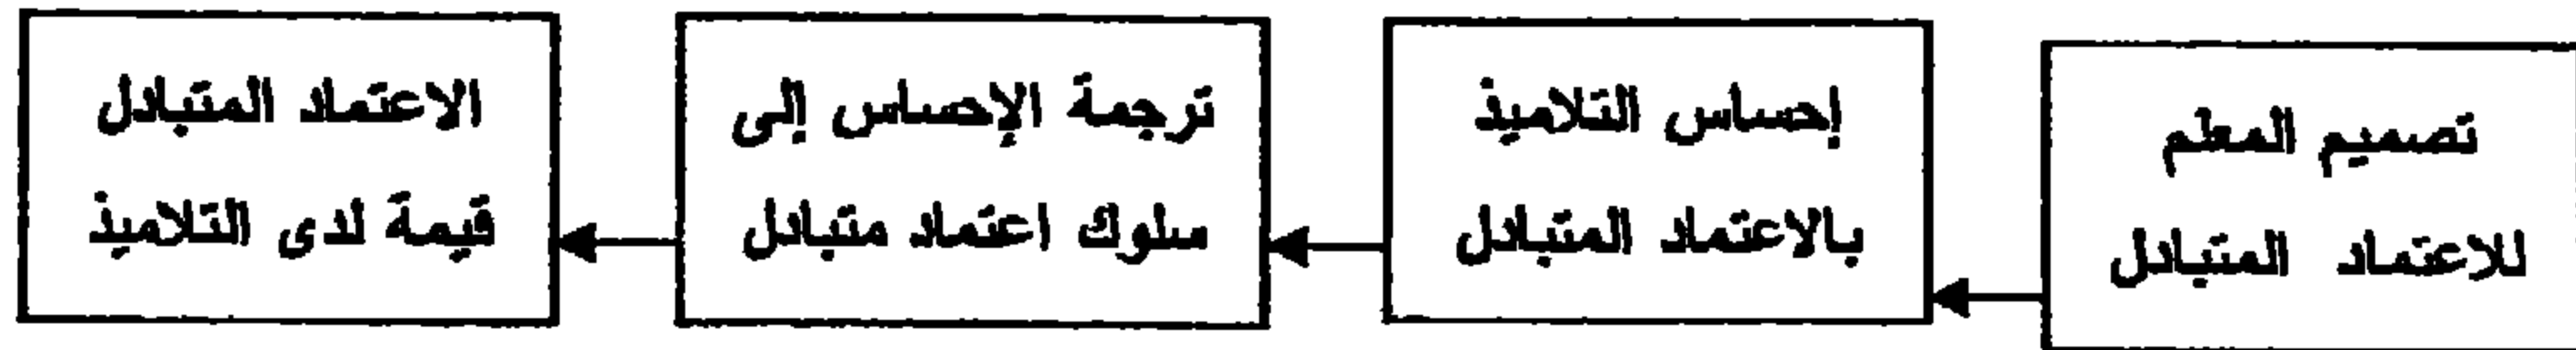 تصميم المعلم
للاعتماد المتبادل
إحساس التلاميذ
بالاعتماد المتبادل
ترجمة الإحساس إلى
سلوك اعتماد متبادل
الاعتماد المتبادل
قيمة لدى التلاميذ